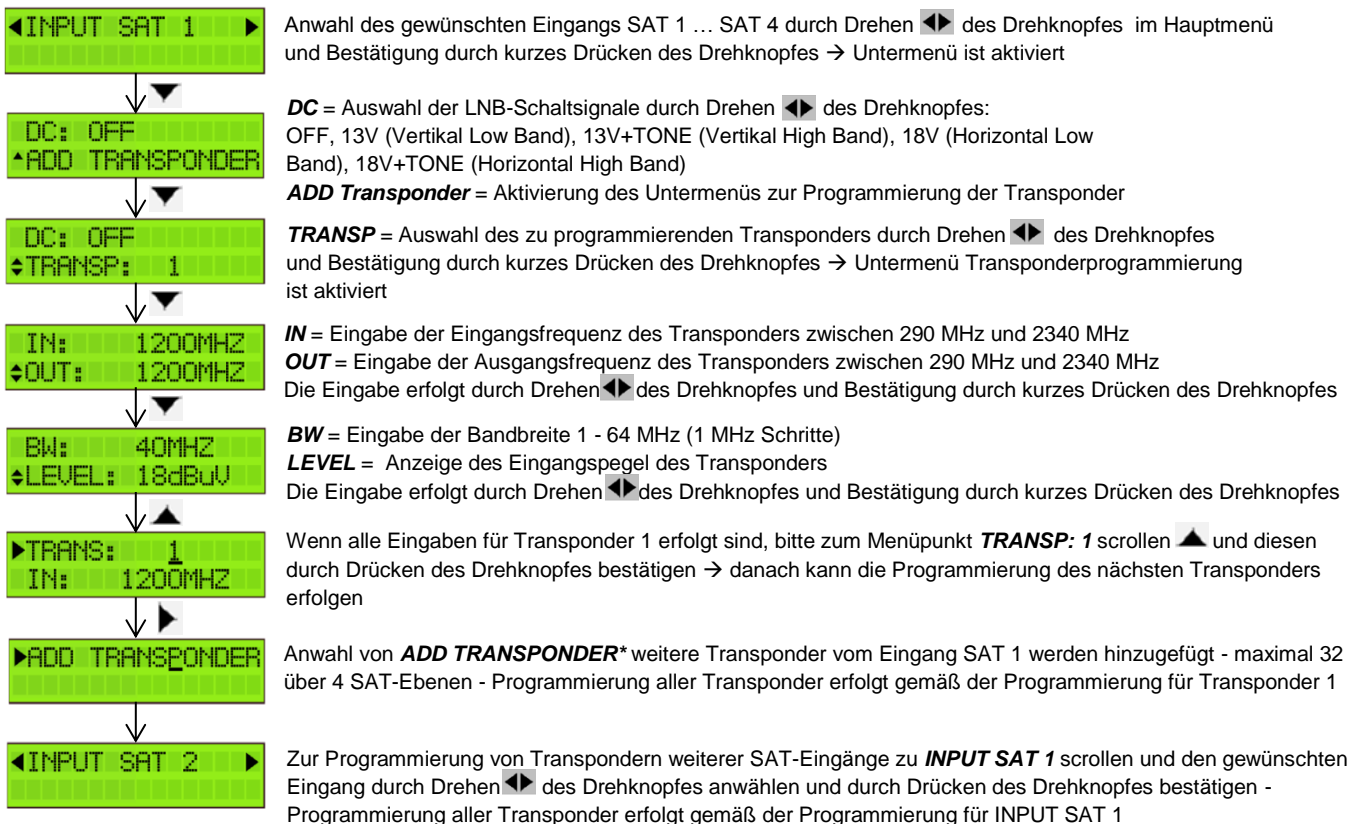 ◀INPUT SAT 1 ▶
Anwahl des gewünschten Eingangs SAT 1 … SAT 4 durch Drehen ◀▶ des Drehknopfes im Hauptmenü
und Bestätigung durch kurzes Drücken des Drehknopfes → Untermenü ist aktiviert
DC: OFF
▲ADD TRANSPONDER
DC = Auswahl der LNB-Schaltsignale durch Drehen ◀▶ des Drehknopfes:
OFF, 13V (Vertikal Low Band), 13V+TONE (Vertikal High Band), 18V (Horizontal Low
Band), 18V+TONE (Horizontal High Band)
ADD Transponder = Aktivierung des Untermenüs zur Programmierung der Transponder
DC: OFF
TRANSP: 1
TRANSP = Auswahl des zu programmierenden Transponders durch Drehen ◀▶ des Drehknopfes
und Bestätigung durch kurzes Drücken des Drehknopfes → Untermenü Transponderprogrammierung
ist aktiviert
IN: 1200MHZ
OUT: 1200MHZ
IN = Eingabe der Eingangsfrequenz des Transponders zwischen 290 MHz und 2340 MHz
OUT = Eingabe der Ausgangsfrequenz des Transponders zwischen 290 MHz und 2340 MHz
Die Eingabe erfolgt durch Drehen ◀▶ des Drehknopfes und Bestätigung durch kurzes Drücken des Drehknopfes
BW: 40MHZ
LEVEL: 18dBuV
BW = Eingabe der Bandbreite 1 - 64 MHz (1 MHz Schritte)
LEVEL = Anzeige des Eingangspegel des Transponders
Die Eingabe erfolgt durch Drehen ◀▶ des Drehknopfes und Bestätigung durch kurzes Drücken des Drehknopfes
▶TRANS: 1
IN: 1200MHZ
Wenn alle Eingaben für Transponder 1 erfolgt sind, bitte zum Menüpunkt TRANSP: 1 scrollen ▲ und diesen
durch Drücken des Drehknopfes bestätigen → danach kann die Programmierung des nächsten Transponders
erfolgen
▶ADD TRANSPONDER
Anwahl von ADD TRANSPONDER* weitere Transponder vom Eingang SAT 1 werden hinzugefügt - maximal 32
über 4 SAT-Ebenen - Programmierung aller Transponder erfolgt gemäß der Programmierung für Transponder 1
◀INPUT SAT 2 ▶
Zur Programmierung von Transpondern weiterer SAT-Eingänge zu INPUT SAT 1 scrollen und den gewünschten
Eingang durch Drehen ◀▶ des Drehknopfes anwählen und durch Drücken des Drehknopfes bestätigen -
Programmierung aller Transponder erfolgt gemäß der Programmierung für INPUT SAT 1